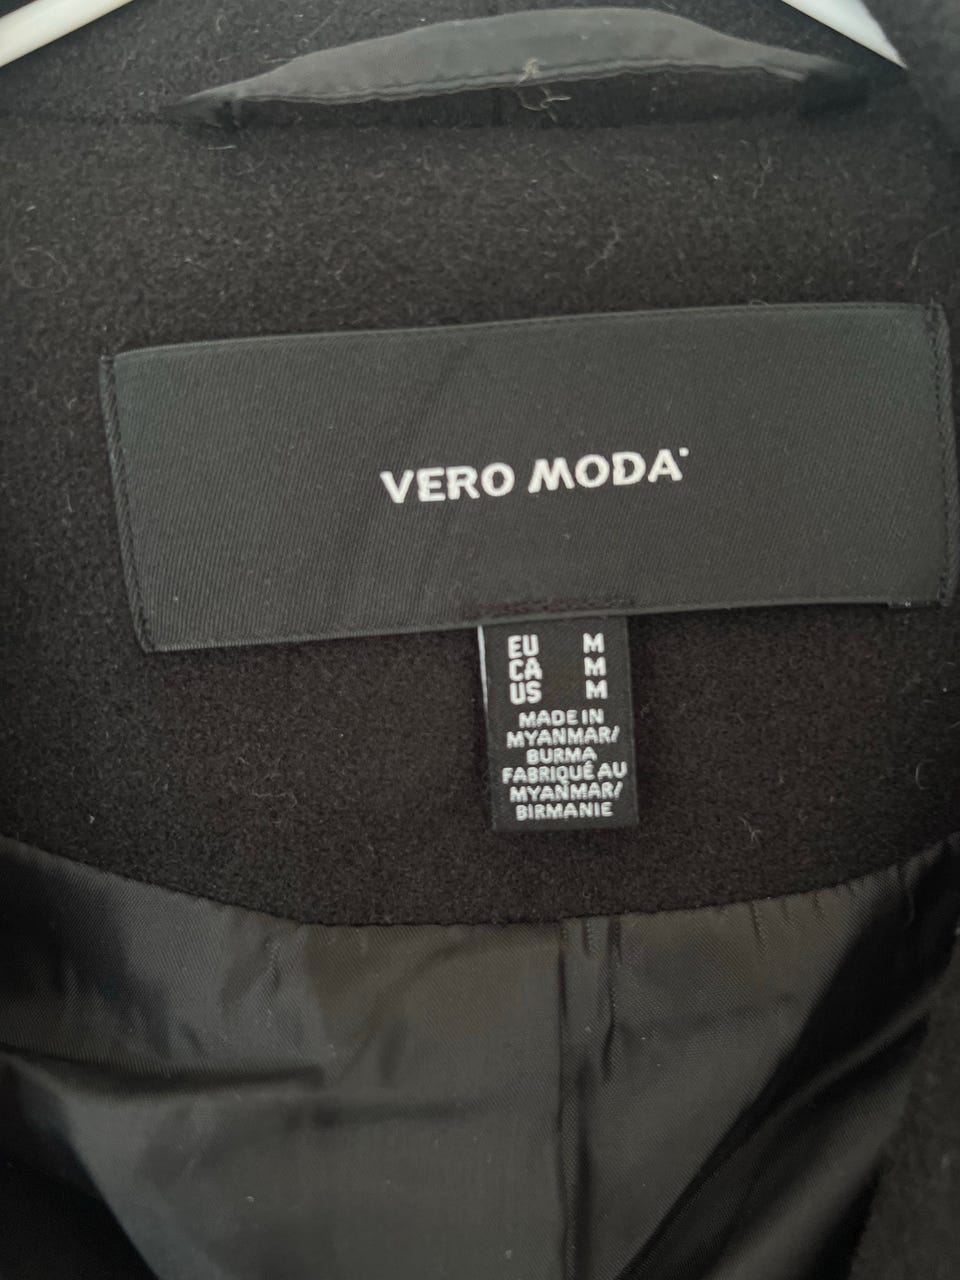 VERO MODA
EU M
CA M
US M
MADE IN
MYANMAR/
BURMA
FABRIQUÉ AU
MYANMAR/
BIRMANIE